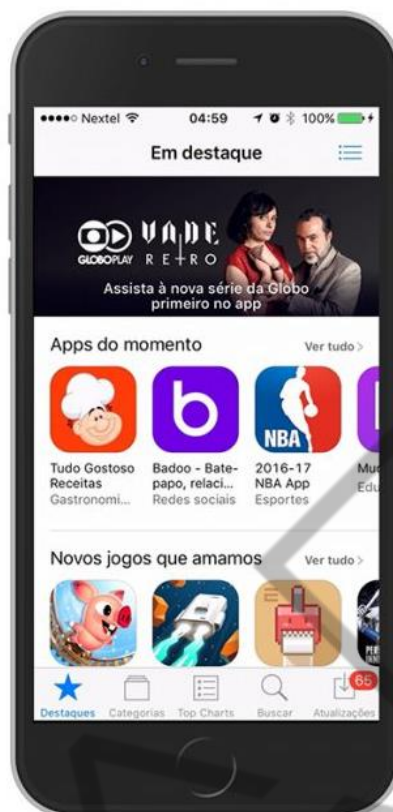 Nextel 04:59 100%
Em destaque
GLOBOPLAY VADE RETRO
Assista à nova série da Globo
primeiro no app
Apps do momento Ver tudo >
b NBA
Tudo Gostoso Receitas
Gastronomi...
Badoo - Bate-papo, relaci...
Redes sociais
2016-17 NBA App
Esportes
Mu
Edu
Novos jogos que amamos Ver tudo >
65
Destaques Categorias Top Charts Buscar Atualizações